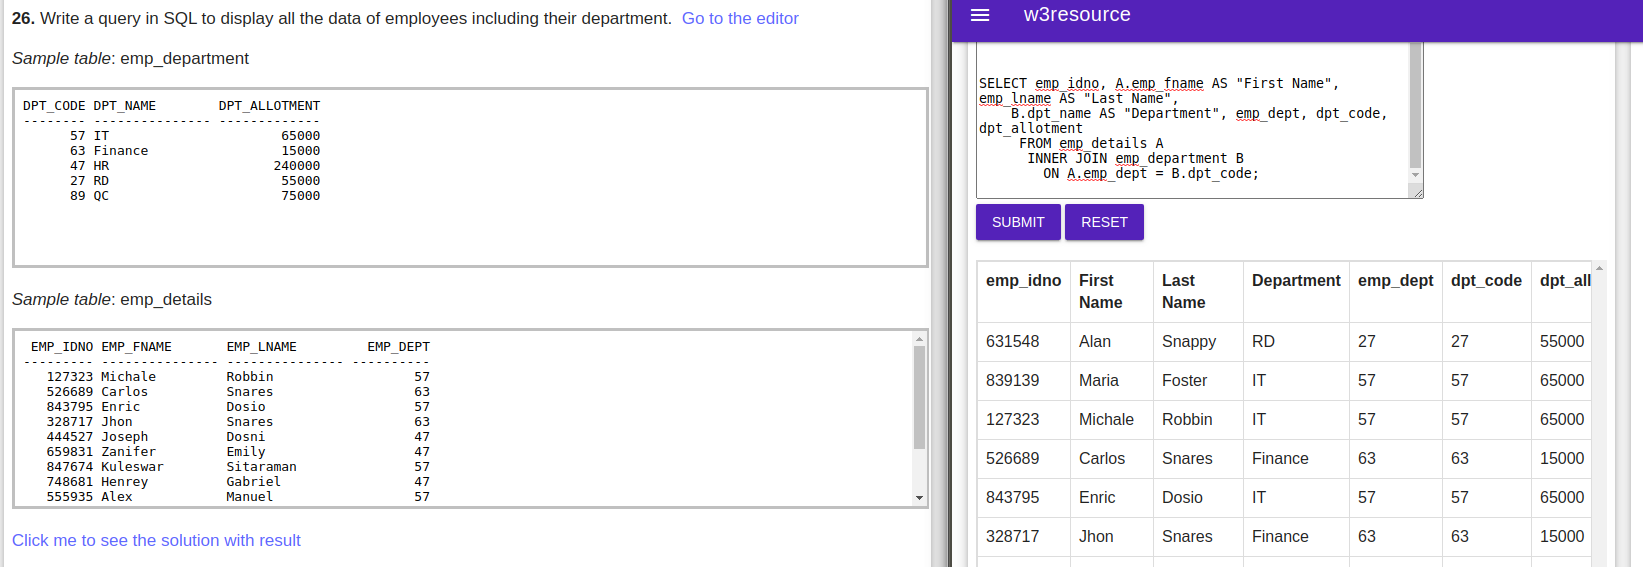 26. Write a query in SQL to display all the data of employees including their department.  Go to the editor
Sample table: emp_department
DPT_CODE DPT_NAME        DPT_ALLOTMENT
-------- --------------- -------------
      57 IT                      65000
      63 Finance                 15000
      47 HR                     240000
      27 RD                      55000
      89 QC                      75000
Sample table: emp_details
 EMP_IDNO EMP_FNAME       EMP_LNAME         EMP_DEPT
--------- --------------- --------------- ----------
   127323 Michale         Robbin                  57
   526689 Carlos          Snares                  63
   843795 Enric           Dosio                   57
   328717 Jhon            Snares                  63
   444527 Joseph          Dosni                   47
   659831 Zanifer         Emily                   47
   847674 Kuleswar        Sitaraman               57
   748681 Henrey          Gabriel                 47
   555935 Alex            Manuel                  57
Click me to see the solution with result
w3resource
SELECT emp_idno, A.emp_fname AS "First Name",
emp_lname AS "Last Name",
    B.dpt_name AS "Department", emp_dept, dpt_code,
dpt_allotment
     FROM emp_details A
      INNER JOIN emp_department B
        ON A.emp_dept = B.dpt_code;
SUBMIT RESET
emp_idno First Name Last Name Department emp_dept dpt_code dpt_all
631548 Alan Snappy RD 27 27 55000
839139 Maria Foster IT 57 57 65000
127323 Michale Robbin IT 57 57 65000
526689 Carlos Snares Finance 63 63 15000
843795 Enric Dosio IT 57 57 65000
328717 Jhon Snares Finance 63 63 15000